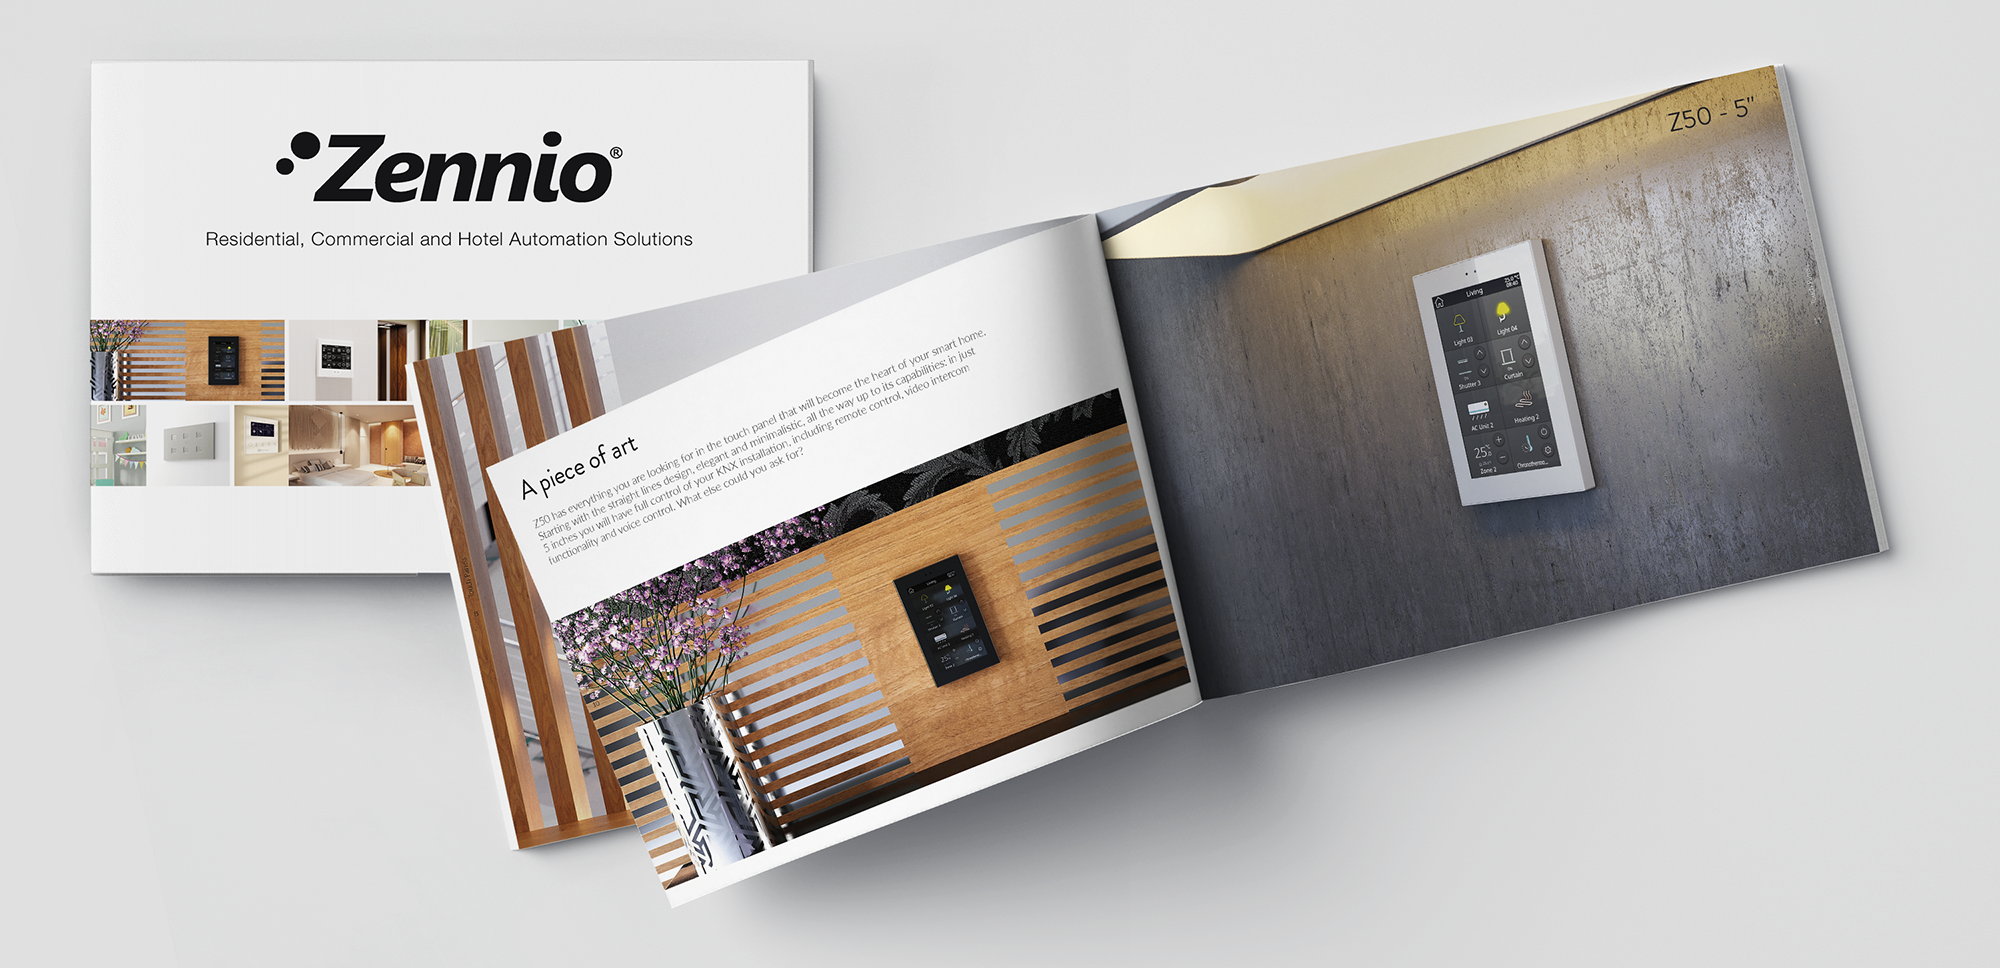 Zennio®
Residential, Commercial and Hotel Automation Solutions
A piece of art
Z50 has everything you are looking for in the touch panel that will become the heart of your smart home.
Starting with the straight lines design, elegant and minimalistic, all the way up to its capabilities: in just
5 inches you will have full control of your KNX installation, including remote control, video intercom
functionality and voice control. What else could you ask for?
Living
Z50 - 5"
Living
Light 03
Light 04
Shutter 3
Curtain
AC Unit 2
Heating 2
Zone 2